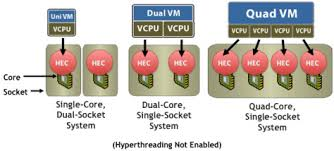 Uni VM
VCPU
Dual VM
VCPU VCPU
Quad VM
VCPU VCPU VCPU VCPU
HEC HEC
HEC HEC
HEC HEC HEC HEC
Core
Socket
Single-Core,
Dual-Socket
System
Dual-Core,
Single-Socket
System
Quad-Core,
Single-Socket
System
(Hyperthreading Not Enabled)